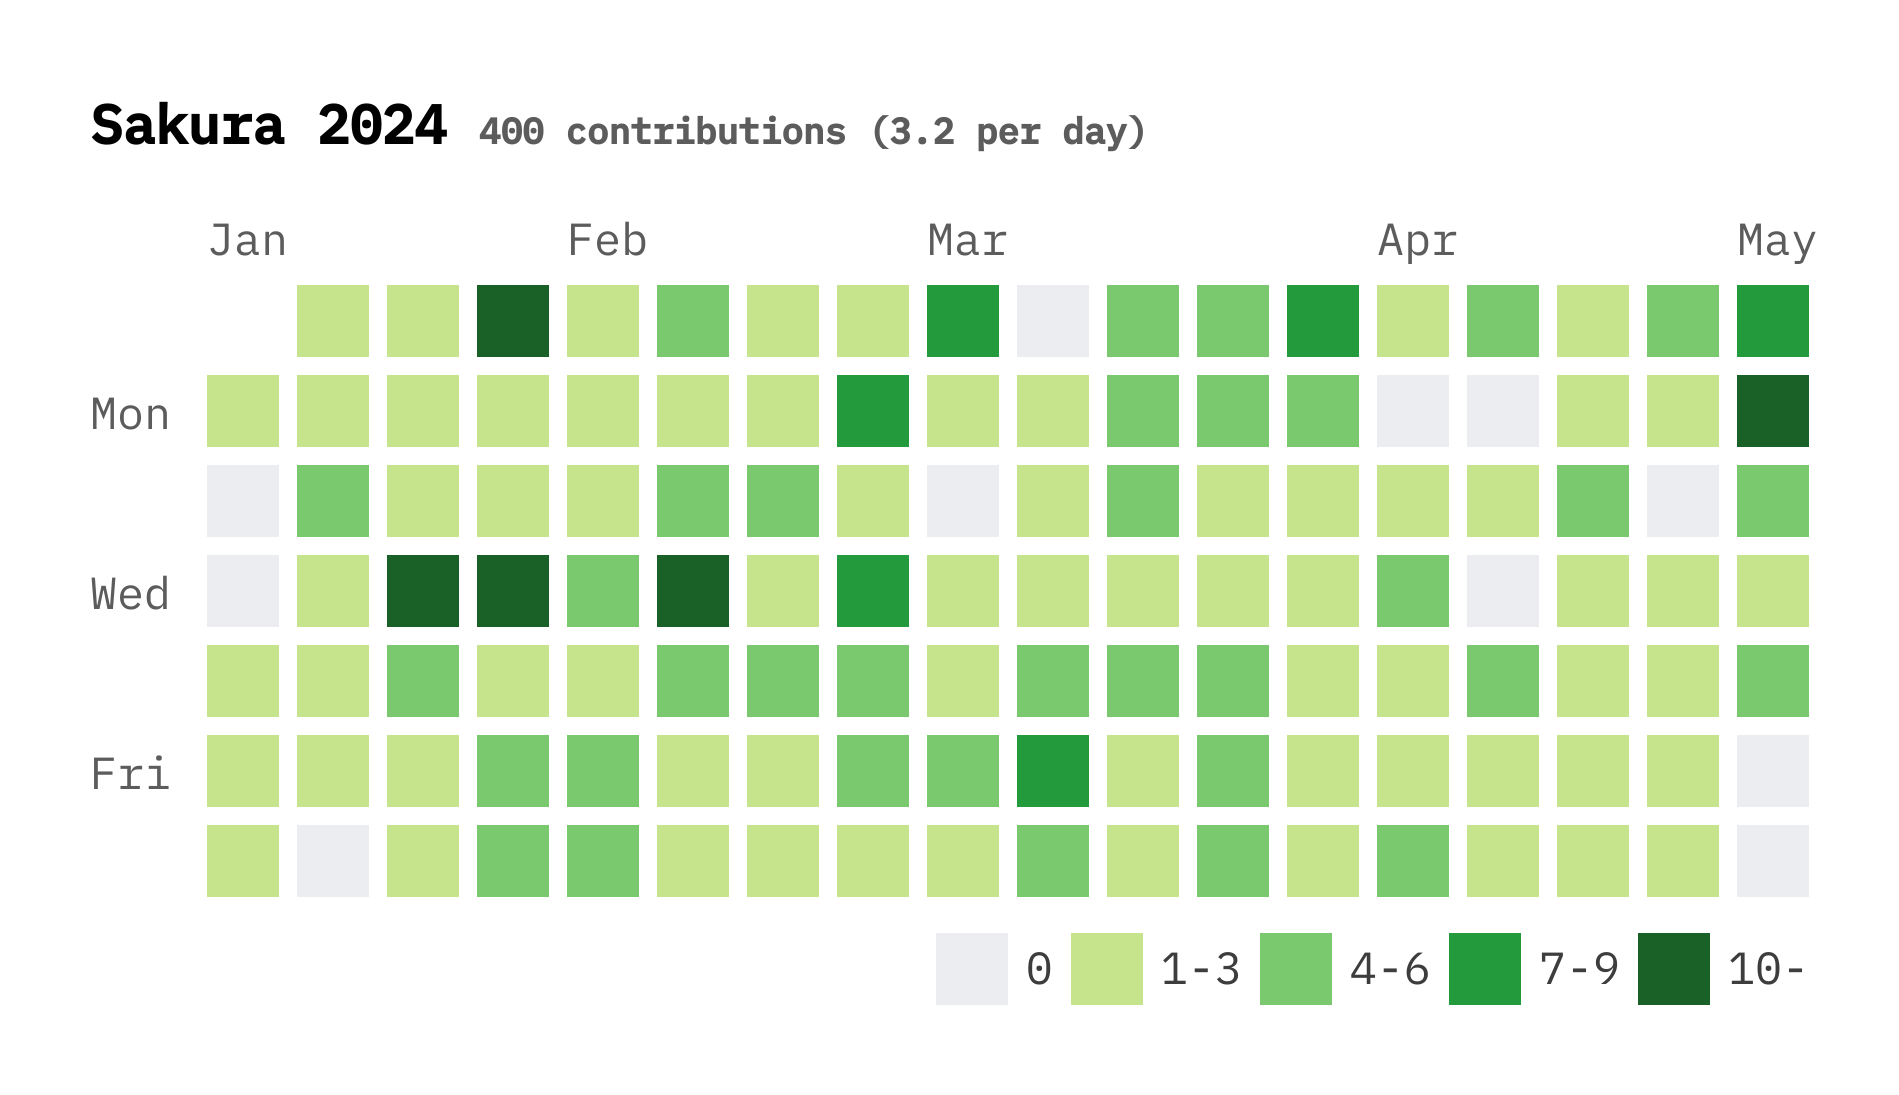 Sakura 2024 400 contributions (3.2 per day)
Jan Feb Mar Apr May
Mon
Wed
Fri
0 1-3 4-6 7-9 10-